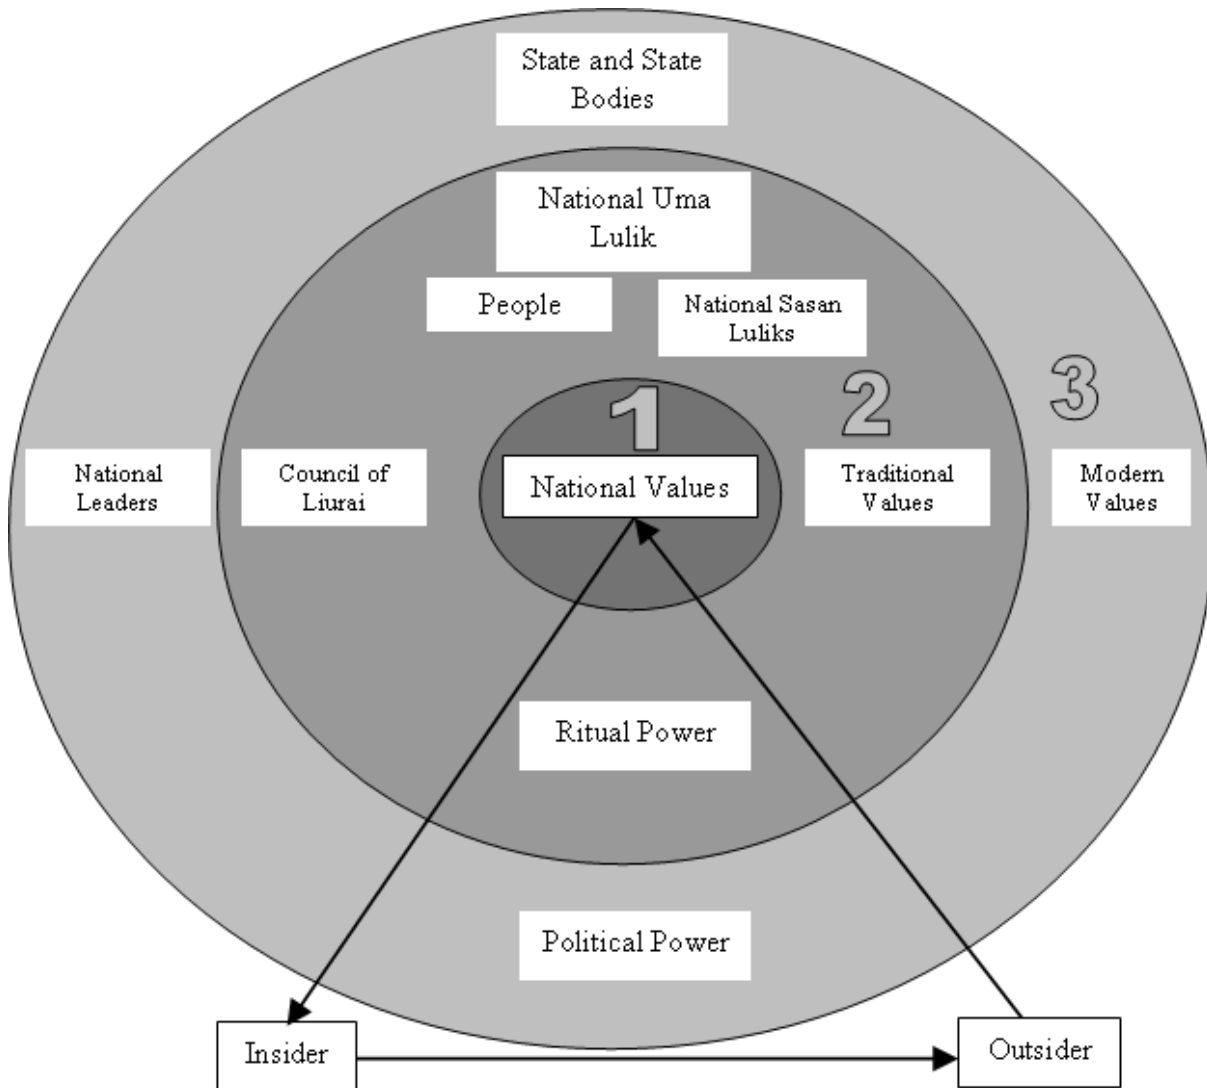 State and State
Bodies
National Uma
Lulik
People
National Sasan
Luliks
1
2
3
National
Leaders
Council of
Liurai
National Values
Traditional
Values
Modern
Values
Ritual Power
Political Power
Insider
Outsider